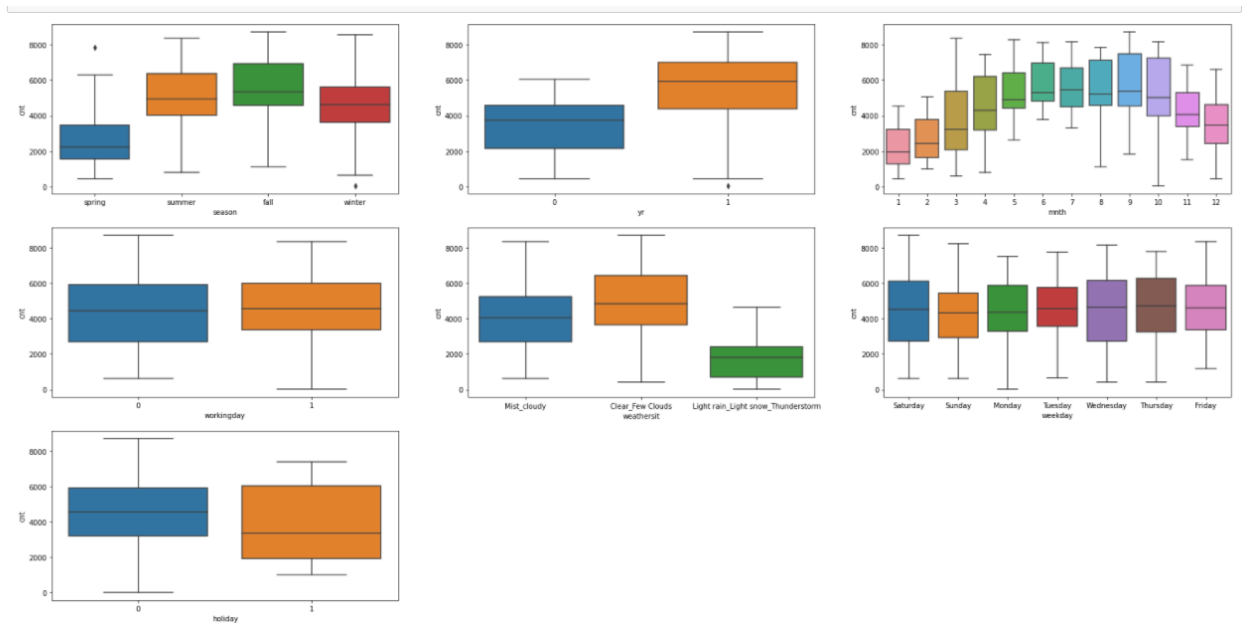 8000
6000
4000
2000
0
cnt
spring summer fall winter
season
8000
6000
4000
2000
0
cnt
0 1
yr
8000
6000
4000
2000
0
cnt
1 2 3 4 5 6 7 8 9 10 11 12
mnth
8000
6000
4000
2000
0
cnt
0 1
workingday
8000
6000
4000
2000
0
cnt
Mist_cloudy Clear_Few Clouds Light rain_Light snow_Thunderstorm
weathersit
8000
6000
4000
2000
0
cnt
Saturday Sunday Monday Tuesday Wednesday Thursday Friday
weekday
8000
6000
4000
2000
0
cnt
0 1
holiday